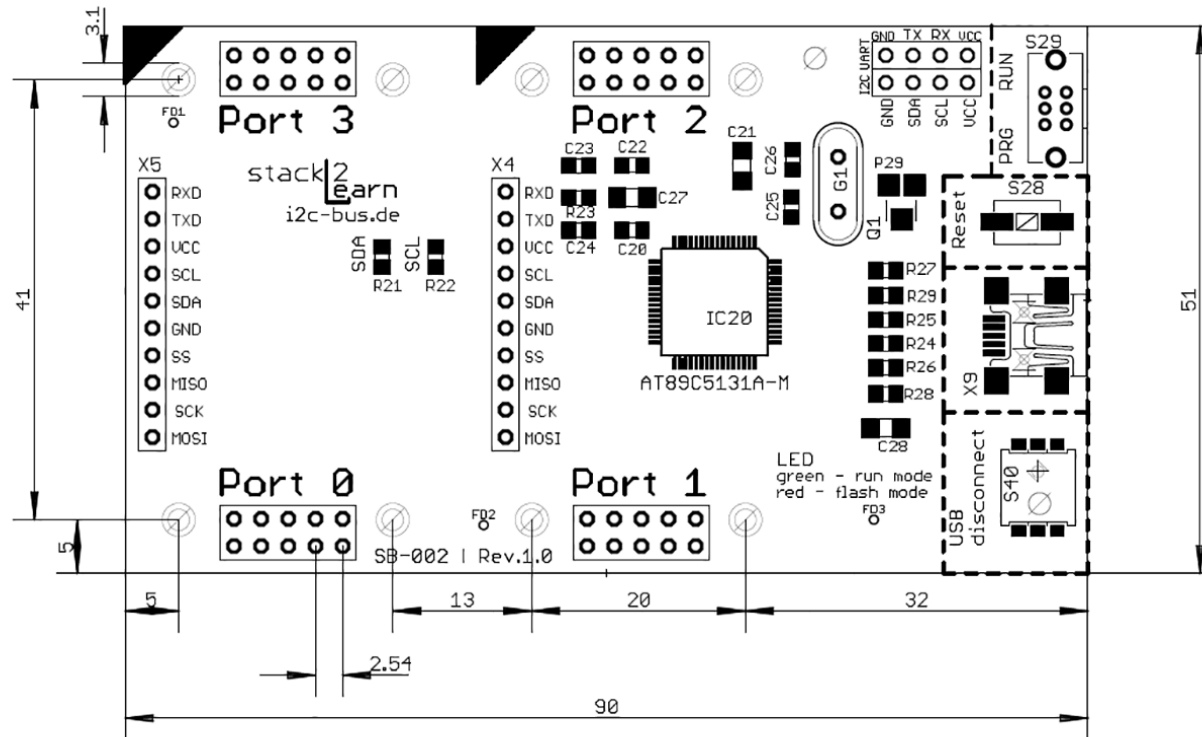 3.1
GND TX RX VCC
UART
I2C
GND SDA SCL VCC
S29
RUN
PRG
FD1
Port 3
Port 2
X5
RXD
TXD
VCC
SCL
SDA
GND
SS
MISO
SCK
MOSI
stack2
Learn
i2c-bus.de
SDA
SCL
R21
R22
X4
RXD
TXD
VCC
SCL
SDA
GND
SS
MISO
SCK
MOSI
C23
C22
C21
C26
R23
C27
C25
C24
C20
G1
P29
Q1
S28
Reset
IC20
AT89C5131A-M
R27
R29
R25
R24
R26
R28
C28
X9
41
51
LED
green - run mode
red - flash mode
FD3
S40
USB
disconnect
Port 0
Port 1
FD2
SB-002 | Rev.1.0
5
5
13
20
32
2.54
90